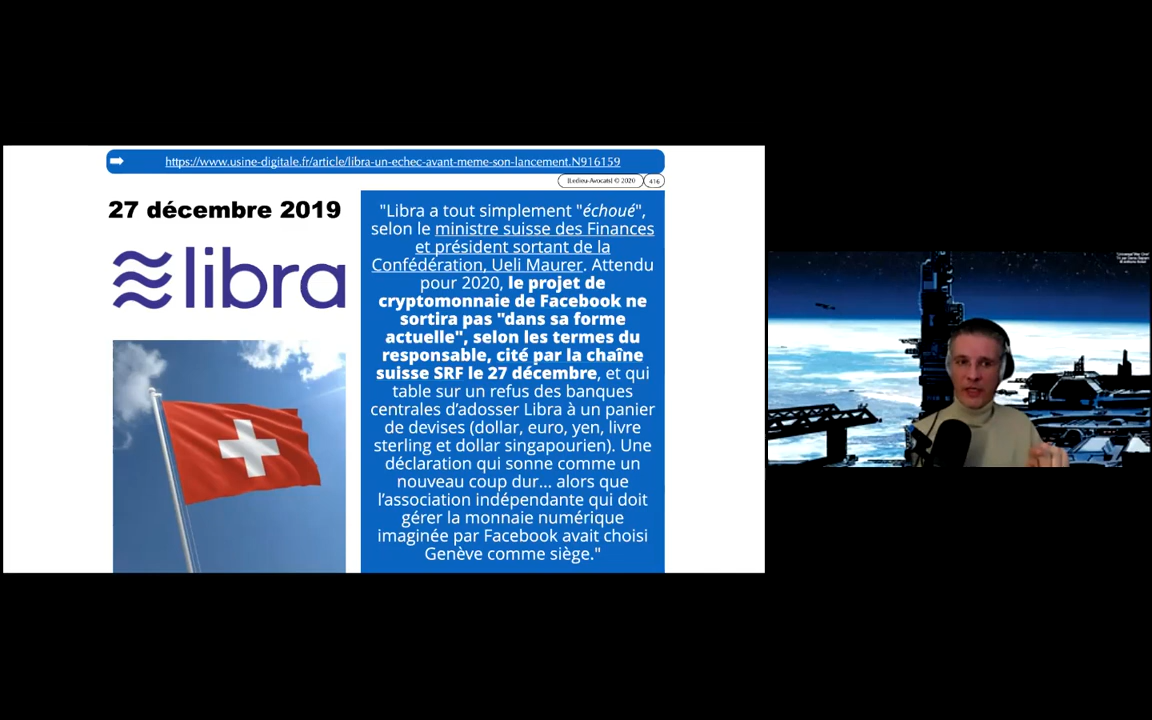 https://www.usine-digitale.fr/article/libra-un-echec-avant-meme-son-lancement.N916159
[Ledieu-Avocats] © 2020
416
27 décembre 2019
libra
"Libra a tout simplement "échoué",
selon le ministre suisse des Finances
et président sortant de la
Confédération, Ueli Maurer. Attendu
pour 2020, le projet de
cryptomonnaie de Facebook ne
sortira pas "dans sa forme
actuelle", selon les termes du
responsable, cité par la chaîne
suisse SRF le 27 décembre, et qui
table sur un refus des banques
centrales d'adosser Libra à un panier
de devises (dollar, euro, yen, livre
sterling et dollar singapourien). Une
déclaration qui sonne comme un
nouveau coup dur... alors que
l'association indépendante qui doit
gérer la monnaie numérique
imaginée par Facebook avait choisi
Genève comme siège."